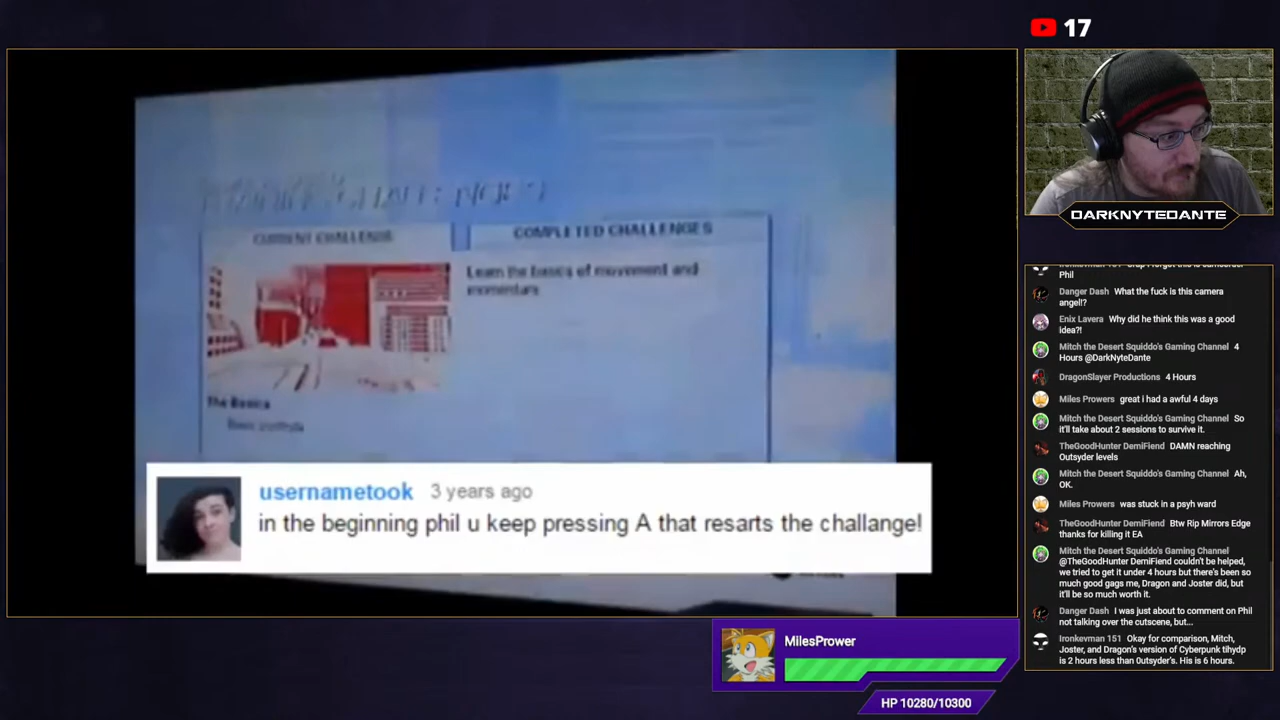 17
DARKNYTEDANTE
CURRENT CHALLENGE
COMPLETED CHALLENGES
Learn the basics of movement and
momentum
The Basics
Basic controls
usernametook 3 years ago
in the beginning phil u keep pressing A that resarts the challange!
Phil
Danger Dash What the fuck is this camera
angel!?
Enix Lavera Why did he think this was a good
idea?!
Mitch the Desert Squiddo's Gaming Channel 4
Hours @DarkNyteDante
DragonSlayer Productions 4 Hours
Miles Prowers great i had a awful 4 days
Mitch the Desert Squiddo's Gaming Channel So
it'll take about 2 sessions to survive it.
TheGoodHunter DemiFiend DAMN reaching
Outsyder levels
Mitch the Desert Squiddo's Gaming Channel Ah,
OK.
Miles Prowers was stuck in a psyh ward
TheGoodHunter DemiFiend Btw Rip Mirrors Edge
thanks for killing it EA
Mitch the Desert Squiddo's Gaming Channel
@TheGoodHunter DemiFiend couldn't be helped,
we tried to get it under 4 hours but there's been so
much good gags me, Dragon and Joster did, but
it'll be so much worth it.
Danger Dash I was just about to comment on Phil
not talking over the cutscene, but...
Ironkevman 151 Okay for comparison, Mitch,
Joster, and Dragon's version of Cyberpunk tihydp
is 2 hours less than 0utsyder's. His is 6 hours.
MilesPrower
HP 10280/10300